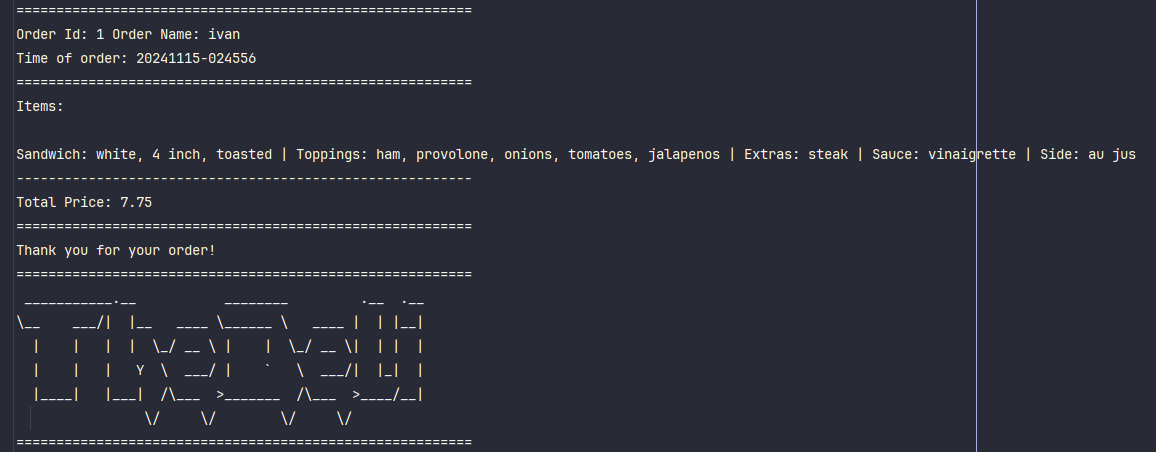 =========================================================
Order Id: 1 Order Name: ivan
Time of order: 20241115-024556
=========================================================
Items:

Sandwich: white, 4 inch, toasted | Toppings: ham, provolone, onions, tomatoes, jalapenos | Extras: steak | Sauce: vinaigrette | Side: au jus
---------------------------------------------------------
Total Price: 7.75
=========================================================
Thank you for your order!
=========================================================
 ___________.__           ________         .__  .__
\__    ___/|  |__   ____ \______ \   ____ |  | |__|
  |    |   |  |  \_/ __ \ |    |  \_/ __ \|  | |  |
  |    |   |   Y  \  ___/ |    `   \  ___/|  |_|  |
  |____|   |___|  /\___  >_______  /\___  >____/__|
                \/     \/        \/     \/
=========================================================